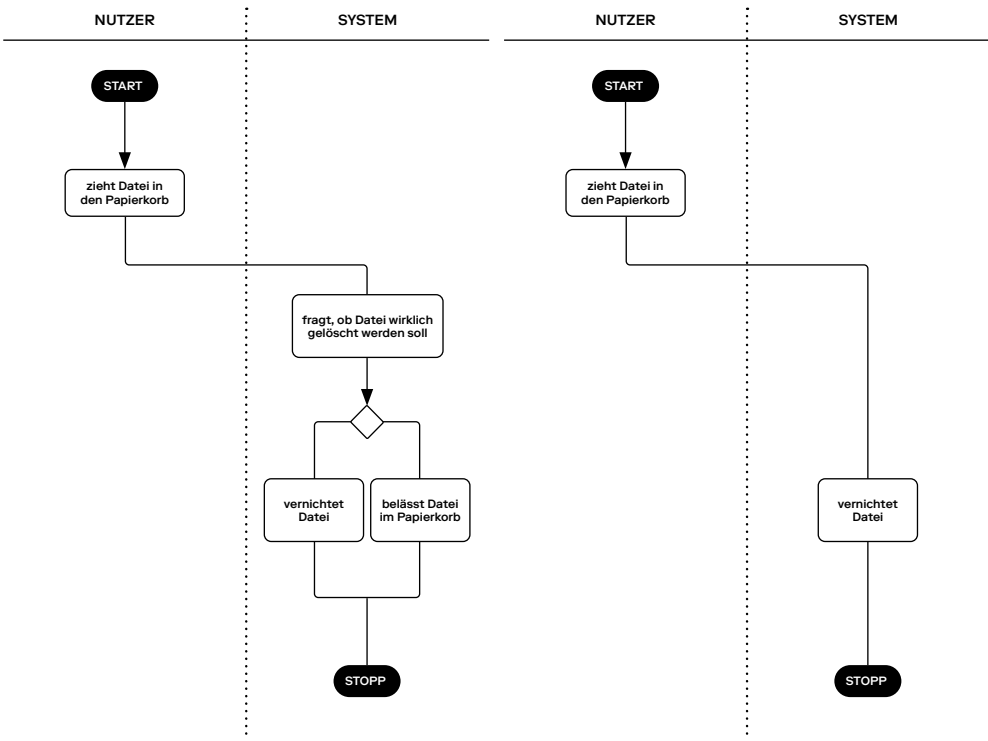 NUTZER
SYSTEM
START
zieht Datei in
den Papierkorb
fragt, ob Datei wirklich
gelöscht werden soll
vernichtet
Datei
belässt Datei
im Papierkorb
STOPP
NUTZER
SYSTEM
START
zieht Datei in
den Papierkorb
vernichtet
Datei
STOPP